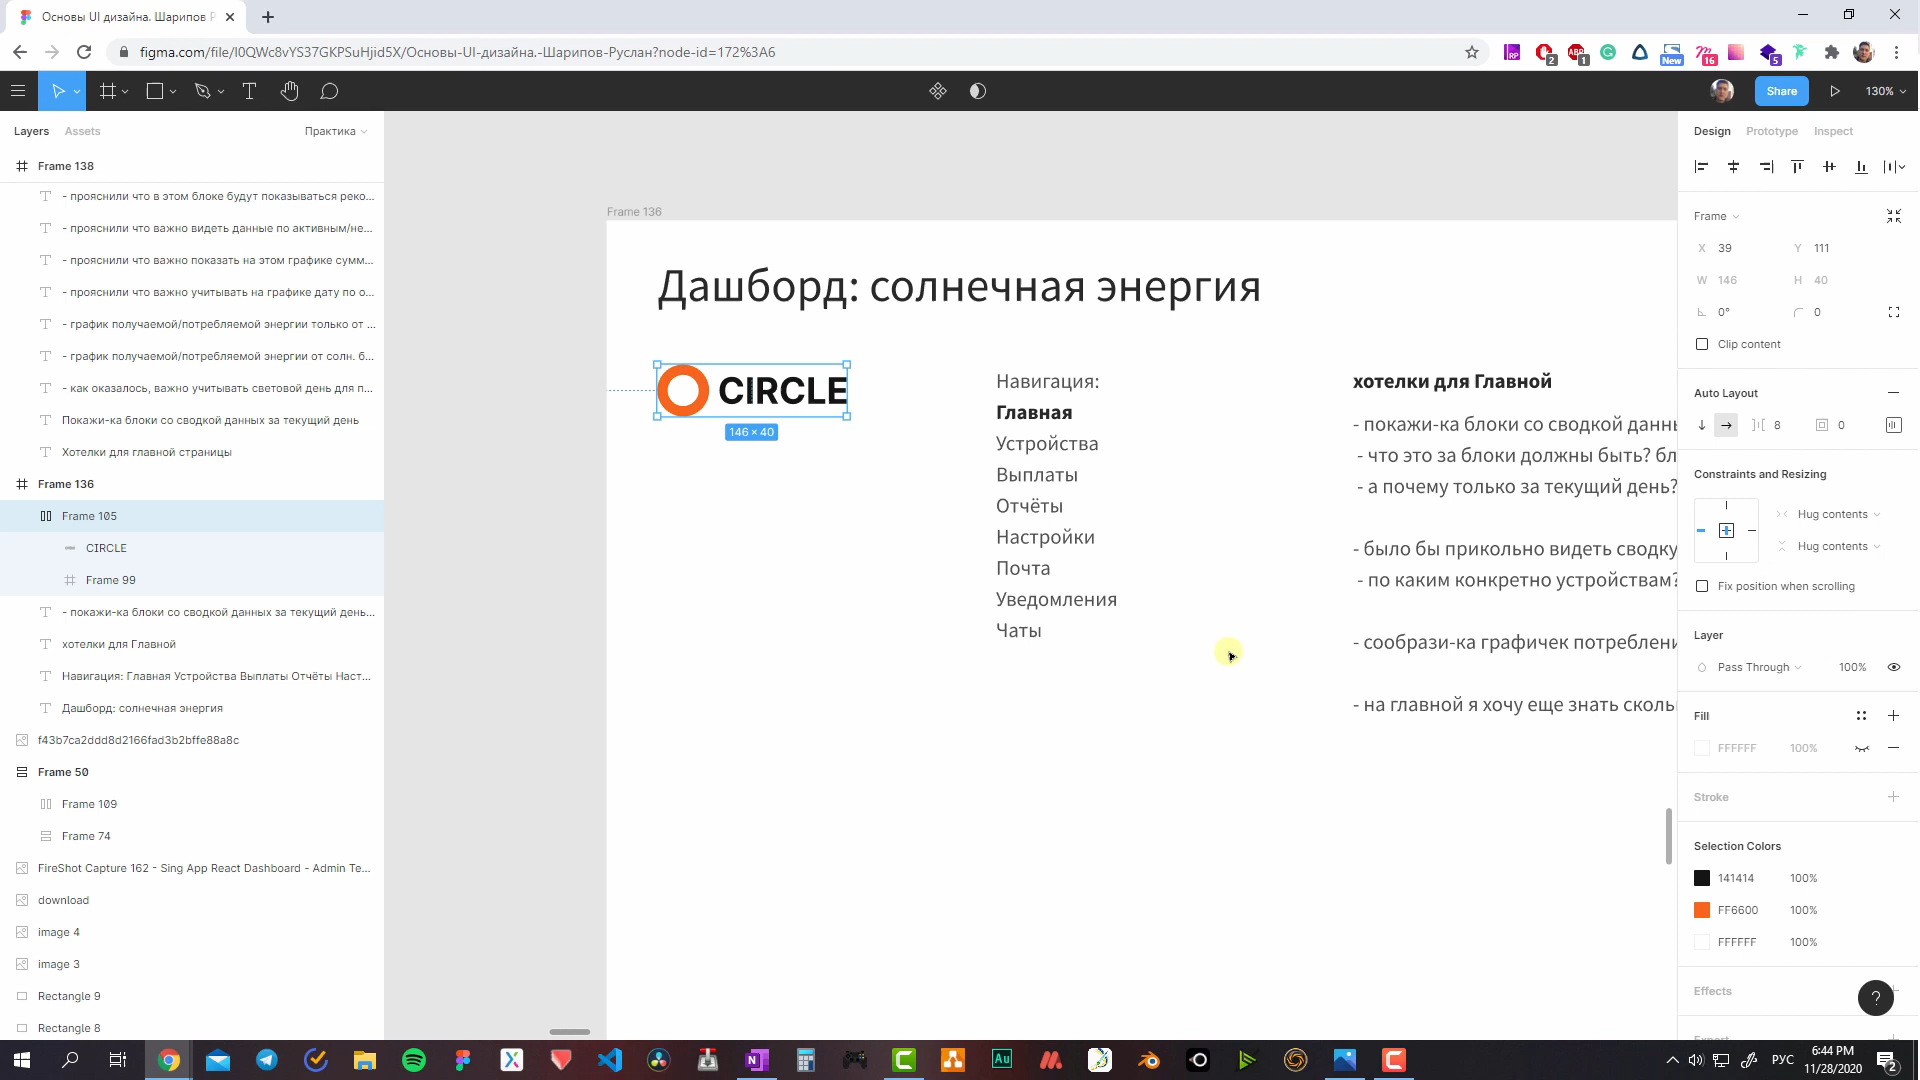 Основы UI дизайна. Шарипов Р
figma.com/file/I0QWc8vYS37GKPSuHjid5X/Основы-UI-дизайна.-Шарипов-Руслан?node-id=172%3A6
2
1
New
16
5
Share
130%
Layers
Assets
Практика
Design
Prototype
Inspect
Frame 138
- прояснили что в этом блоке будут показываться реко...
- прояснили что важно видеть данные по активным/не...
- прояснили что важно показать на этом графике сумм...
- прояснили что важно учитывать на графике дату по о...
- график получаемой/потребляемой энергии только от ...
- график получаемой/потребляемой энергии от солн. б...
- как оказалось, важно учитывать световой день для п...
Покажи-ка блоки со сводкой данных за текущий день
Хотелки для главной страницы
Frame 136
Frame 105
CIRCLE
Frame 99
- покажи-ка блоки со сводкой данных за текущий день...
хотелки для Главной
Навигация: Главная Устройства Выплаты Отчёты Наст...
Дашборд: солнечная энергия
f43b7ca2ddd8d2166fad3b2bffe88a8c
Frame 50
Frame 109
Frame 74
FireShot Capture 162 - Sing App React Dashboard - Admin Te...
download
image 4
image 3
Rectangle 9
Rectangle 8
Frame 136
Дашборд: солнечная энергия
CIRCLE
146 × 40
Навигация:
Главная
Устройства
Выплаты
Отчёты
Настройки
Почта
Уведомления
Чаты
хотелки для Главной
- покажи-ка блоки со сводкой данны
- что это за блоки должны быть? бл
- а почему только за текущий день?
- было бы прикольно видеть сводку
- по каким конкретно устройствам?
- сообрази-ка графичек потреблени
- на главной я хочу еще знать сколь
Frame
X 39 Y 111
W 146 H 40
0° 0
Clip content
Auto Layout
8 0
Constraints and Resizing
Hug contents
Hug contents
Fix position when scrolling
Layer
Pass Through 100%
Fill
FFFFFF 100%
Stroke
Selection Colors
141414 100%
FF6600 100%
FFFFFF 100%
Effects
Export
?
РУС
6:44 PM
11/28/2020
2